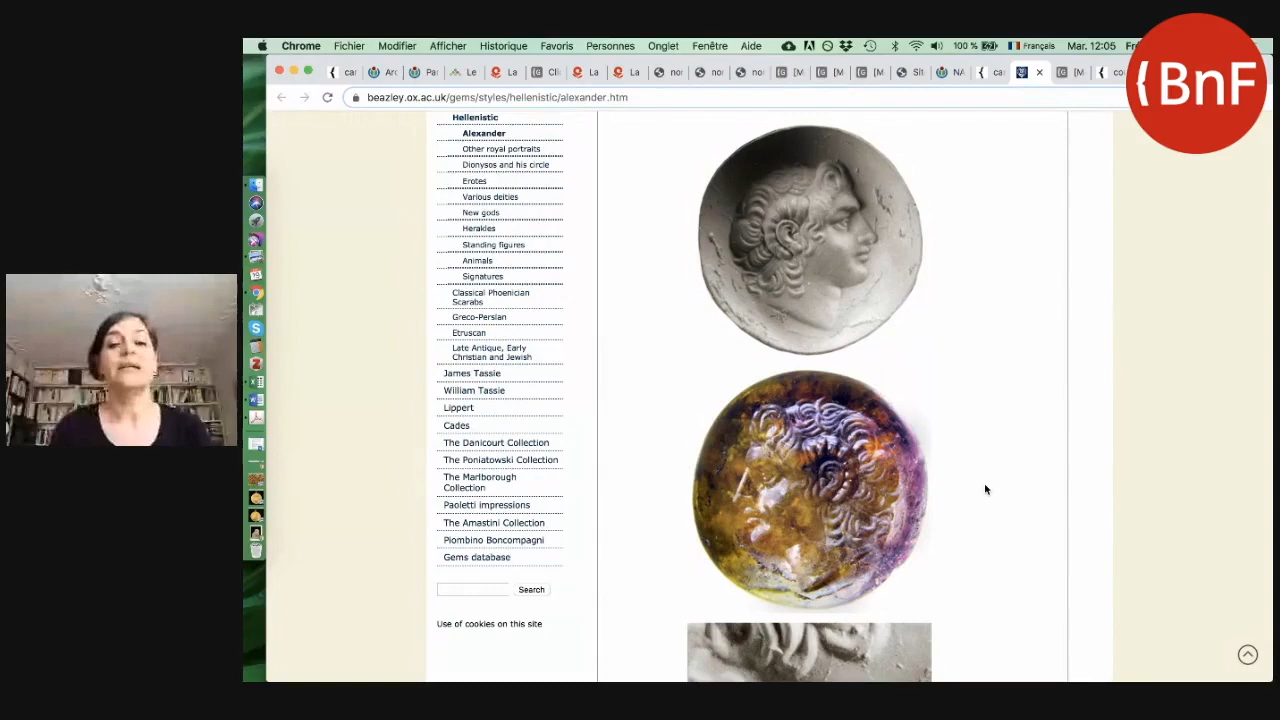 Chrome Fichier Modifier Afficher Historique Favoris Personnes Onglet Fenêtre Aide 100 % Français Mar. 12:05
{BnF
beazley.ox.ac.uk/gems/styles/hellenistic/alexander.htm
Hellenistic
Alexander
Other royal portraits
Dionysos and his circle
Erotes
Various deities
New gods
Herakles
Standing figures
Animals
Signatures
Classical Phoenician
Scarabs
Greco-Persian
Etruscan
Late Antique, Early
Christian and Jewish
James Tassie
William Tassie
Lippert
Cades
The Danicourt Collection
The Poniatowski Collection
The Marlborough
Collection
Paoletti impressions
The Amastini Collection
Piombino Boncompagni
Gems database
Search
Use of cookies on this site